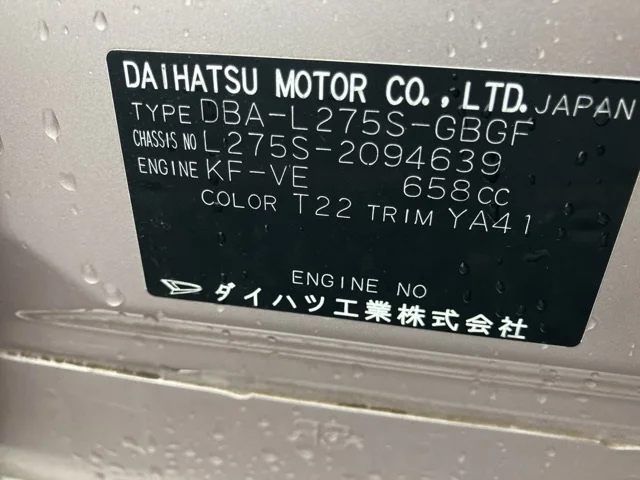 DAIHATSU MOTOR CO., LTD. JAPAN
TYPE DBA-L275S-GBGF
CHASSIS NO L275S-2094639
ENGINE KF-VE 658CC
COLOR T22 TRIM YA41
ENGINE NO
ダイハツ工業株式会社